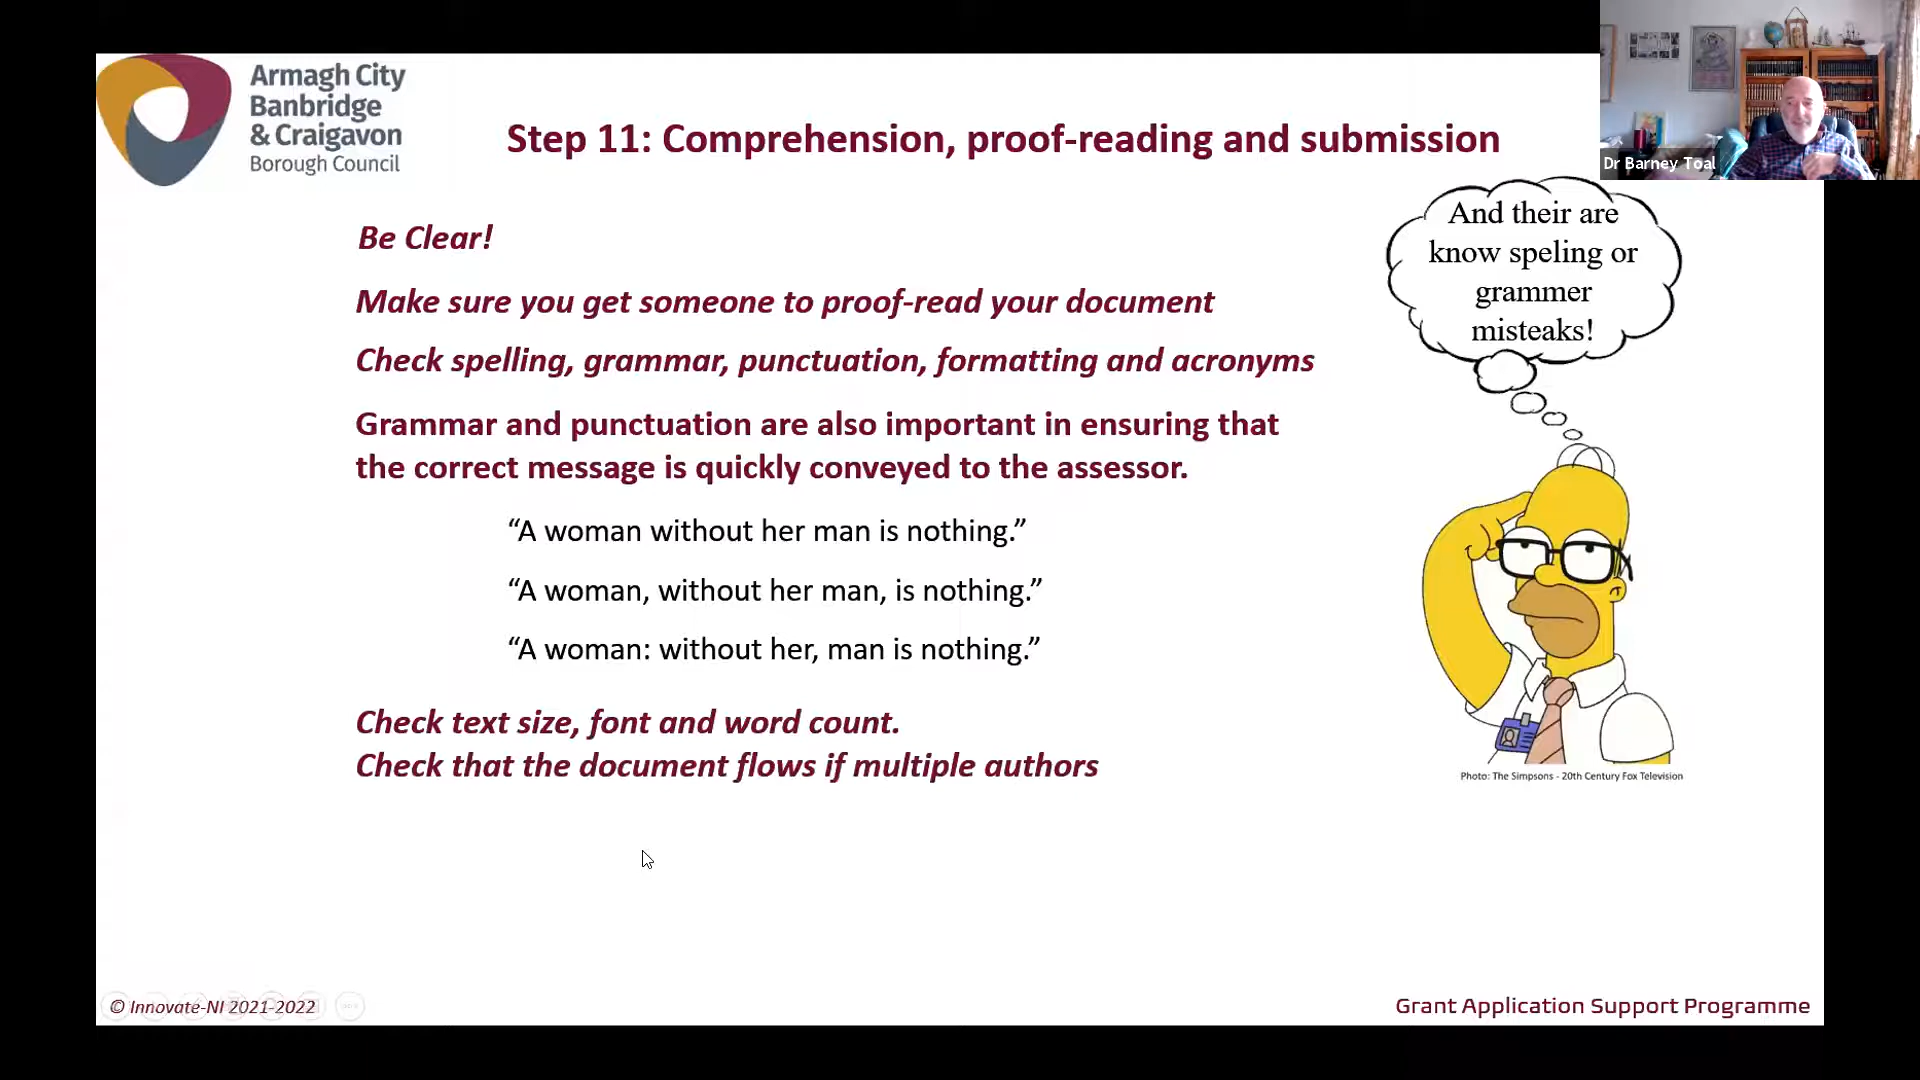 Armagh City
Banbridge
& Craigavon
Borough Council
Step 11: Comprehension, proof-reading and submission
Dr Barney Toal
And their are
know speling or
grammer
misteaks!
Be Clear!
Make sure you get someone to proof-read your document
Check spelling, grammar, punctuation, formatting and acronyms
Grammar and punctuation are also important in ensuring that
the correct message is quickly conveyed to the assessor.
“A woman without her man is nothing.”
“A woman, without her man, is nothing.”
“A woman: without her, man is nothing.”
Check text size, font and word count.
Check that the document flows if multiple authors
Photo: The Simpsons - 20th Century Fox Television
© Innovate-NI 2021-2022
Grant Application Support Programme